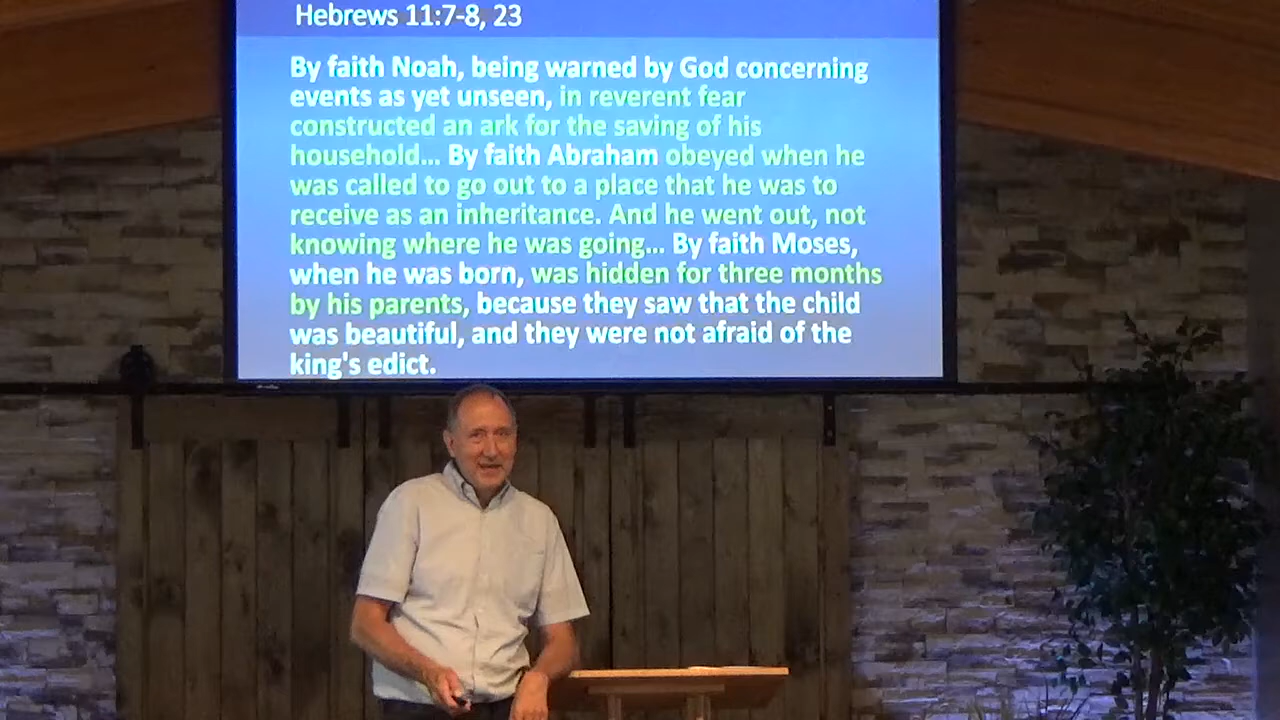 Hebrews 11:7-8, 23
By faith Noah, being warned by God concerning
events as yet unseen, in reverent fear
constructed an ark for the saving of his
household... By faith Abraham obeyed when he
was called to go out to a place that he was to
receive as an inheritance. And he went out, not
knowing where he was going... By faith Moses,
when he was born, was hidden for three months
by his parents, because they saw that the child
was beautiful, and they were not afraid of the
king's edict.